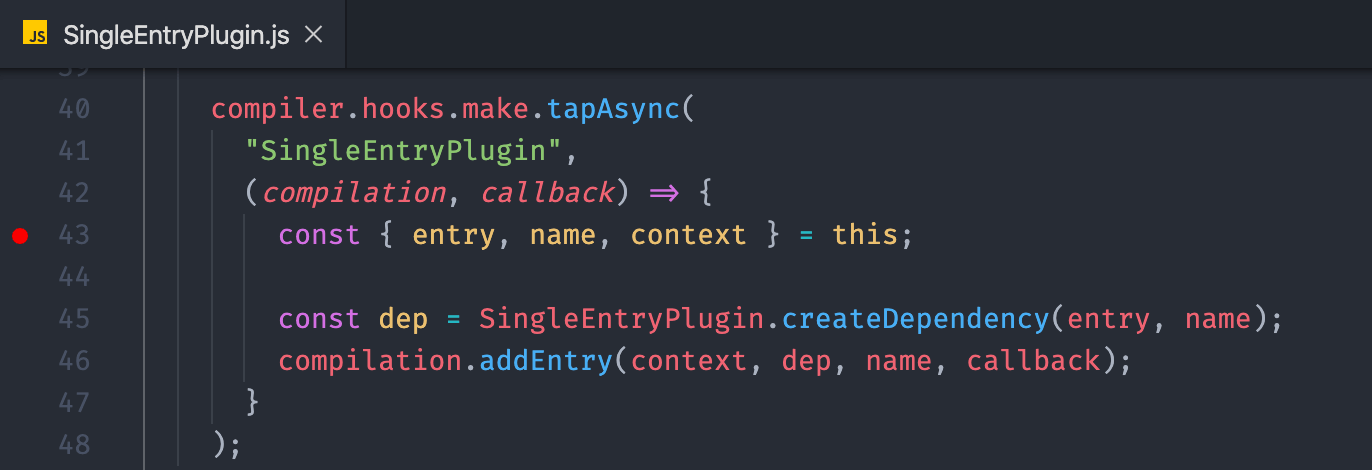 JS SingleEntryPlugin.js ×
39
40 compiler.hooks.make.tapAsync(
41 "SingleEntryPlugin",
42 (compilation, callback) => {
43 const { entry, name, context } = this;
44
45 const dep = SingleEntryPlugin.createDependency(entry, name);
46 compilation.addEntry(context, dep, name, callback);
47 }
48 );